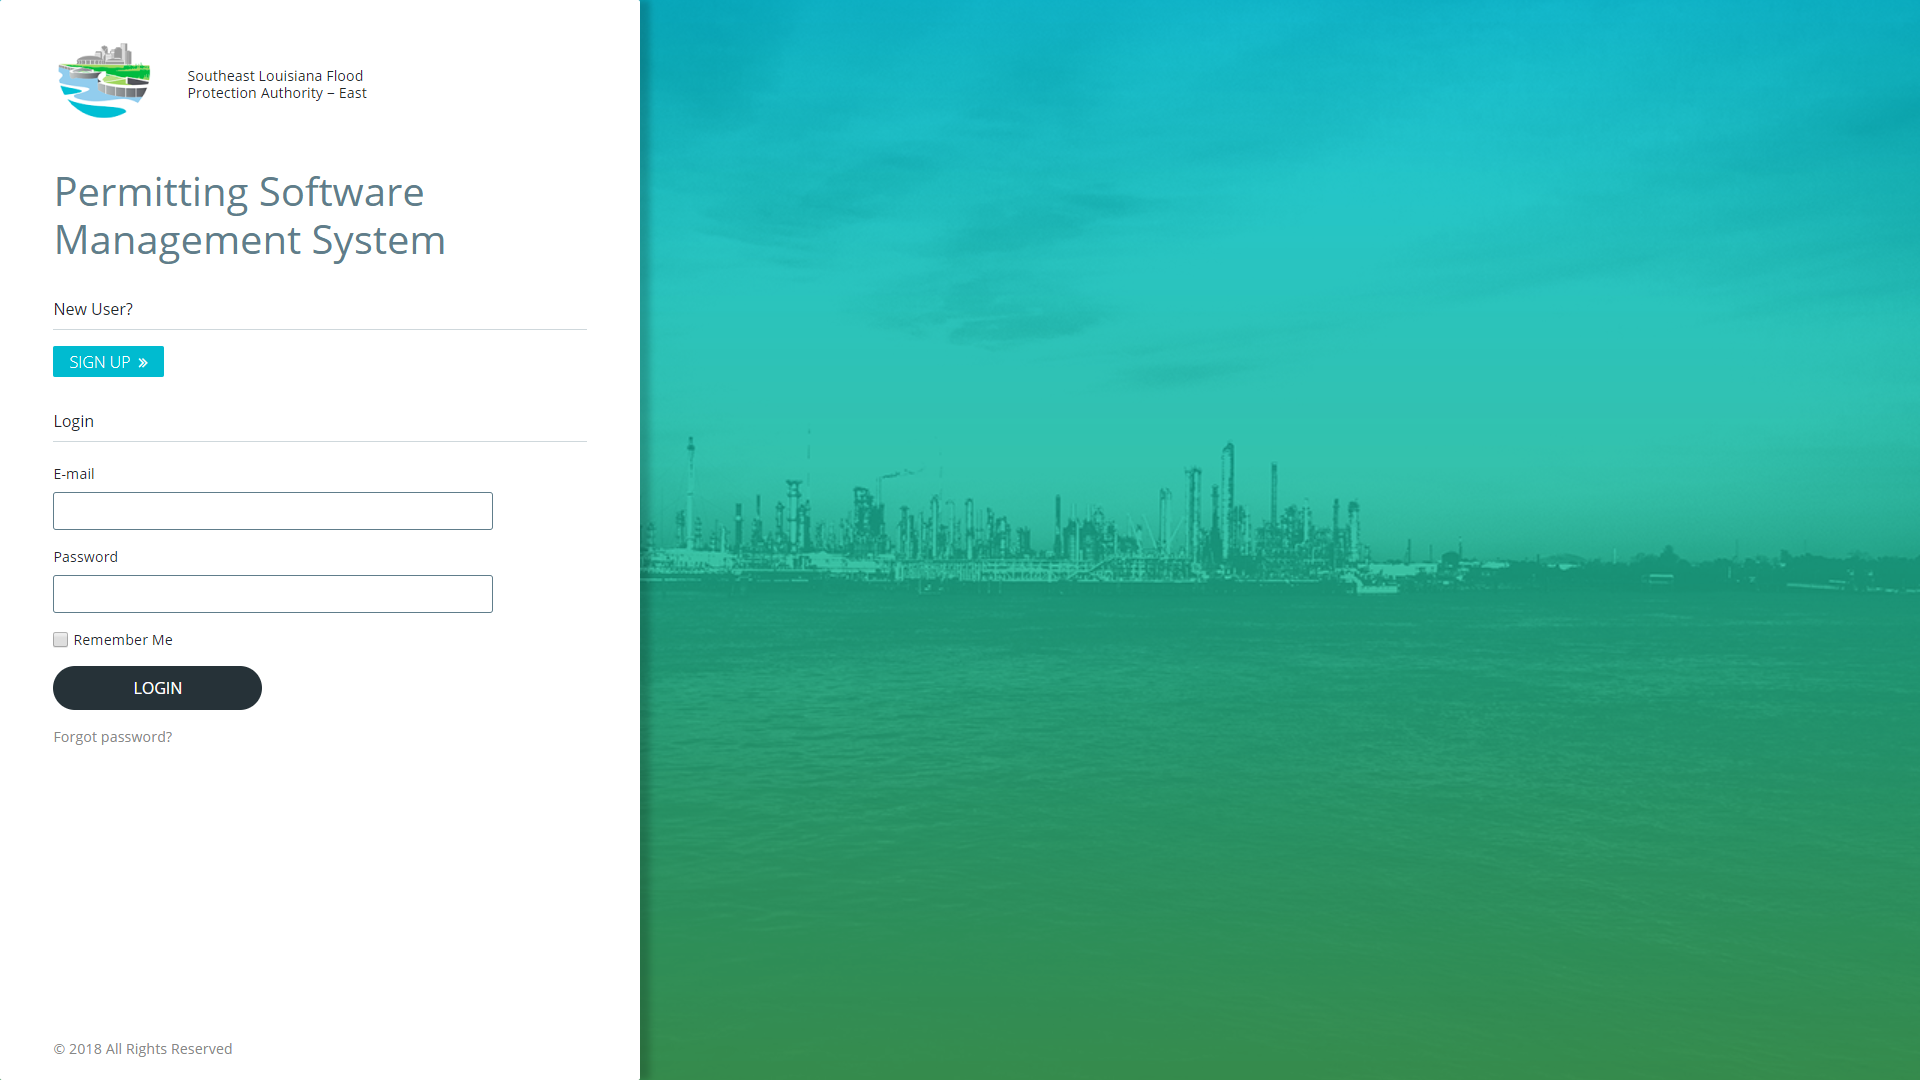 Southeast Louisiana Flood
Protection Authority – East
Permitting Software
Management System
New User?
SIGN UP »
Login
E-mail
Password
Remember Me
LOGIN
Forgot password?
© 2018 All Rights Reserved